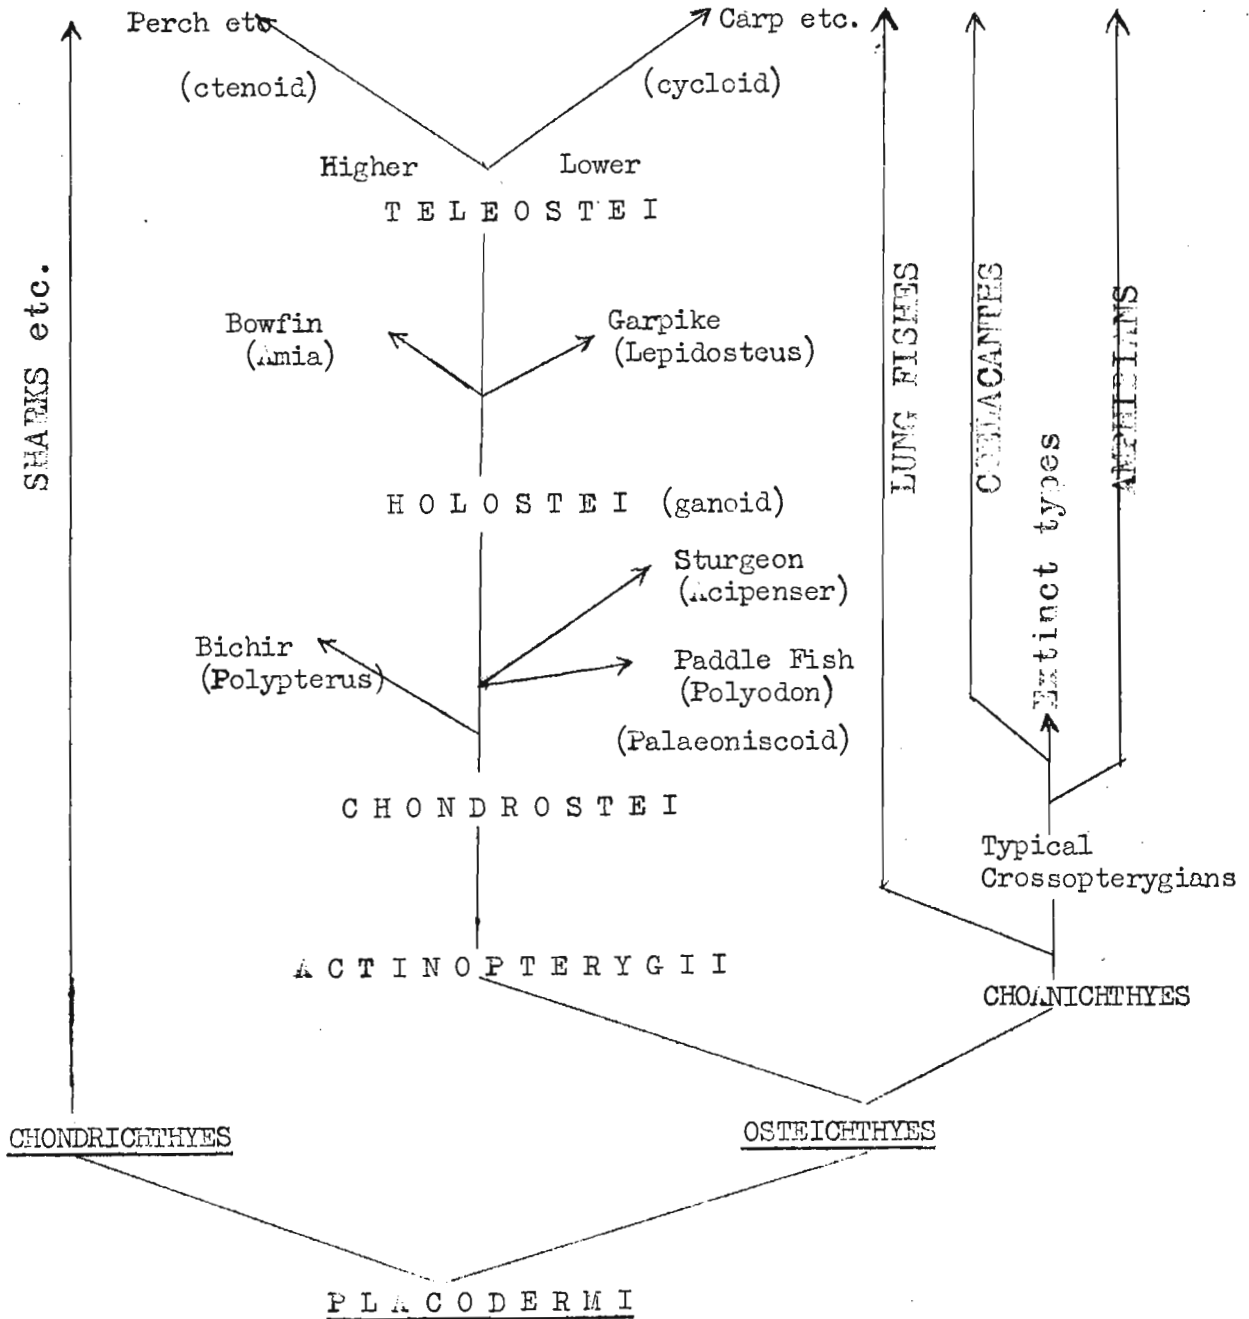 Perch etc
Carp etc.
(ctenoid)
(cycloid)
Higher
Lower
TELEOSTEI
SHARKS etc.
Bowfin
(Amia)
Garpike
(Lepidosteus)
LUNG FISHES
COELACANTHS
AMPHIBIANS
Extinct types
HOLOSTEI (ganoid)
Sturgeon
(Acipenser)
Bichir
(Polypterus)
Paddle Fish
(Polyodon)
(Palaeoniscoid)
CHONDROSTEI
Typical
Crossopterygians
ACTINOPTERYGII
CHOANICHTHYES
CHONDRICHTHYES
OSTEICHTHYES
PLACODERMI